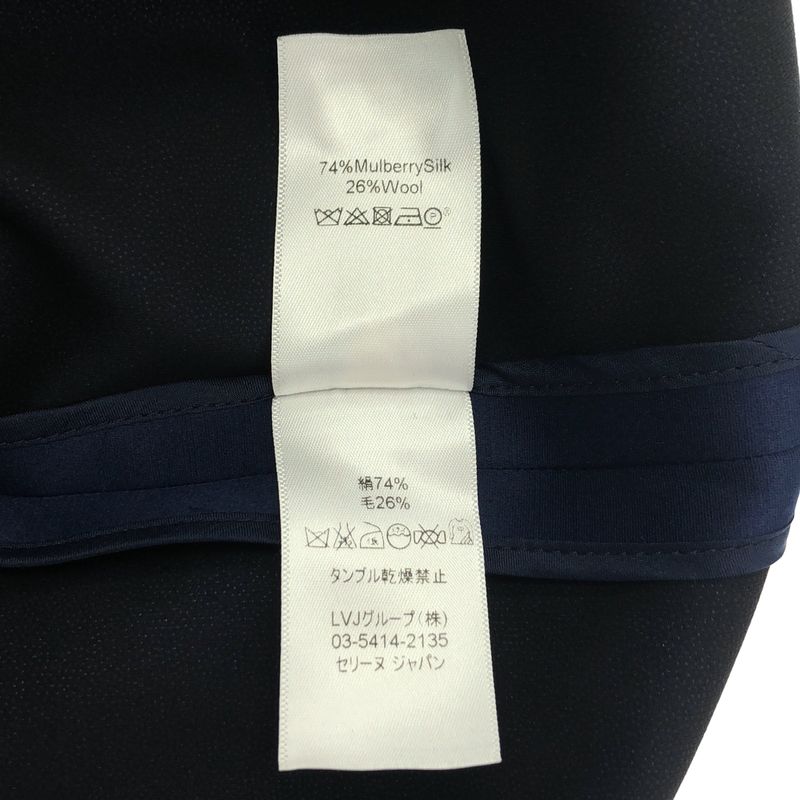 74%MulberrySilk
26%Wool
P®
絹74%
毛26%
タンブル乾燥禁止
LVJグループ(株)
03-5414-2135
セリーヌ ジャパン